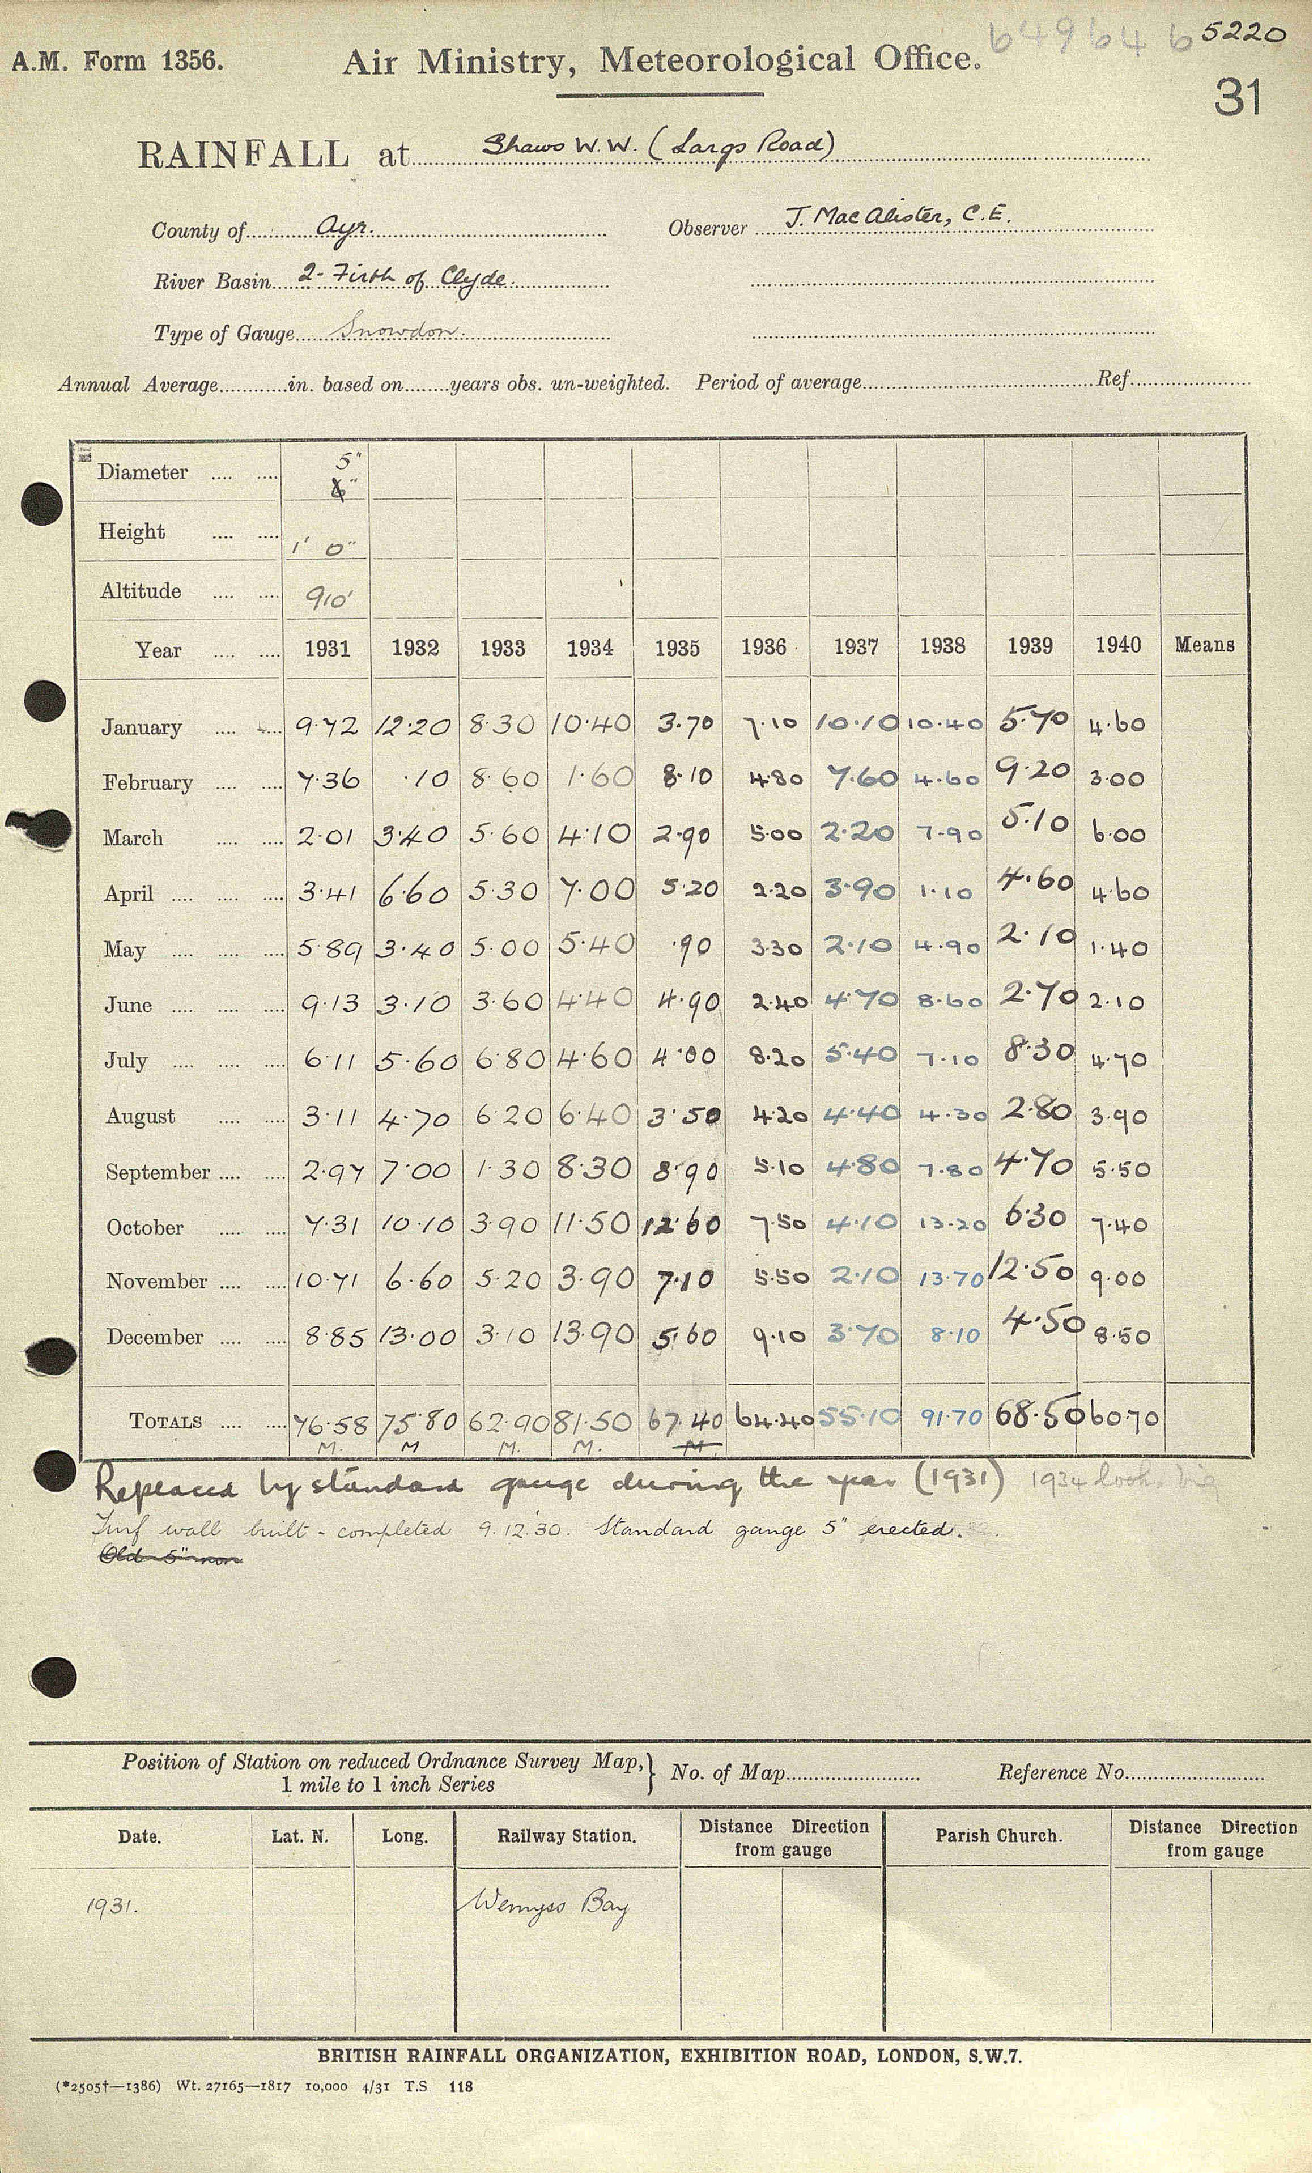 649646 5220
A.M. Form 1356. Air Ministry, Meteorological Office.
31
RAINFALL at Shaws W.W. (Largs Road)
County of Ayr. Observer J. MacAlister, C.E.
River Basin 2- Firth of Clyde.
Type of Gauge Snowdon.
Annual Average in. based on years obs. un-weighted. Period of average Ref.
Diameter 5" 6"
Height 1' 0"
Altitude 910'
Year 1931 1932 1933 1934 1935 1936 1937 1938 1939 1940 Means
January 9.72 12.20 8.30 10.40 3.70 7.10 10.10 10.40 5.70 4.60
February 7.36 .10 8.60 1.60 8.10 4.80 7.60 4.60 9.20 3.00
March 2.01 3.40 5.60 4.10 2.90 5.00 2.20 7.90 5.10 6.00
April 3.41 6.60 5.30 7.00 5.20 2.20 3.90 1.10 4.60 4.60
May 5.89 3.40 5.00 5.40 .90 3.30 2.10 4.90 2.10 1.40
June 9.13 3.10 3.60 4.40 4.90 2.40 4.70 8.60 2.70 2.10
July 6.11 5.60 6.80 4.60 4.00 8.20 5.40 7.10 8.30 4.70
August 3.11 4.70 6.20 6.40 3.50 4.20 4.40 4.30 2.80 3.90
September 2.97 7.00 1.30 8.30 8.90 5.10 4.80 7.80 4.70 5.50
October 7.31 10.10 3.90 11.50 12.60 7.50 4.10 13.20 6.30 7.40
November 10.71 6.60 5.20 3.90 7.10 5.50 2.10 13.70 12.50 9.00
December 8.85 13.00 3.10 13.90 5.60 9.10 3.70 8.10 4.50 8.50
TOTALS 76.58 75.80 62.90 81.50 67.40 64.40 55.10 91.70 68.50 60.70
M. M M. M. M.
Replaced by standard gauge during the year (1931) 1934 looks big
Turf wall built - completed 9.12.30. Standard gauge 5" erected.
Old 5"
Position of Station on reduced Ordnance Survey Map, 1 mile to 1 inch Series } No. of Map Reference No.
Date. Lat. N. Long. Railway Station. Distance Direction from gauge Parish Church. Distance Direction from gauge
1931. Wemyss Bay
BRITISH RAINFALL ORGANIZATION, EXHIBITION ROAD, LONDON, S.W.7.
(*2505†—1386) Wt. 27165—1817 10,000 4/31 T.S 118